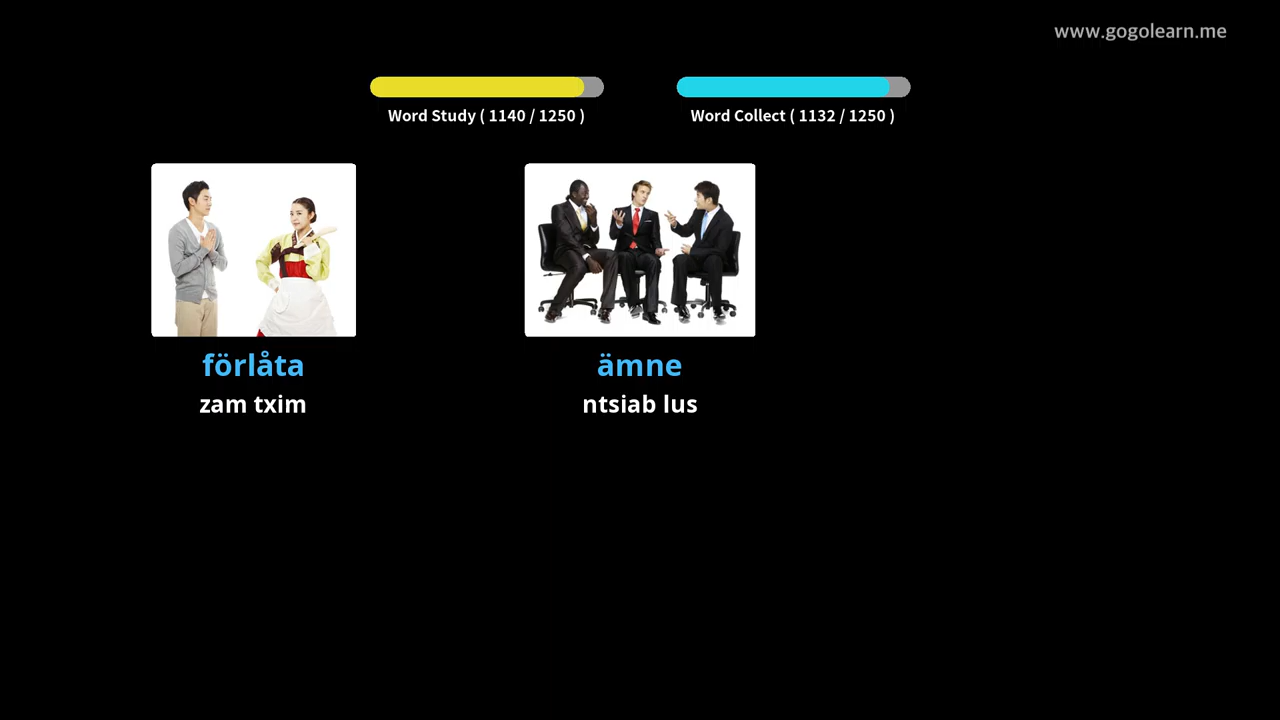 www.gogolearn.me
Word Study ( 1140 / 1250 )
Word Collect ( 1132 / 1250 )
förlåta
zam txim
ämne
ntsiab lus